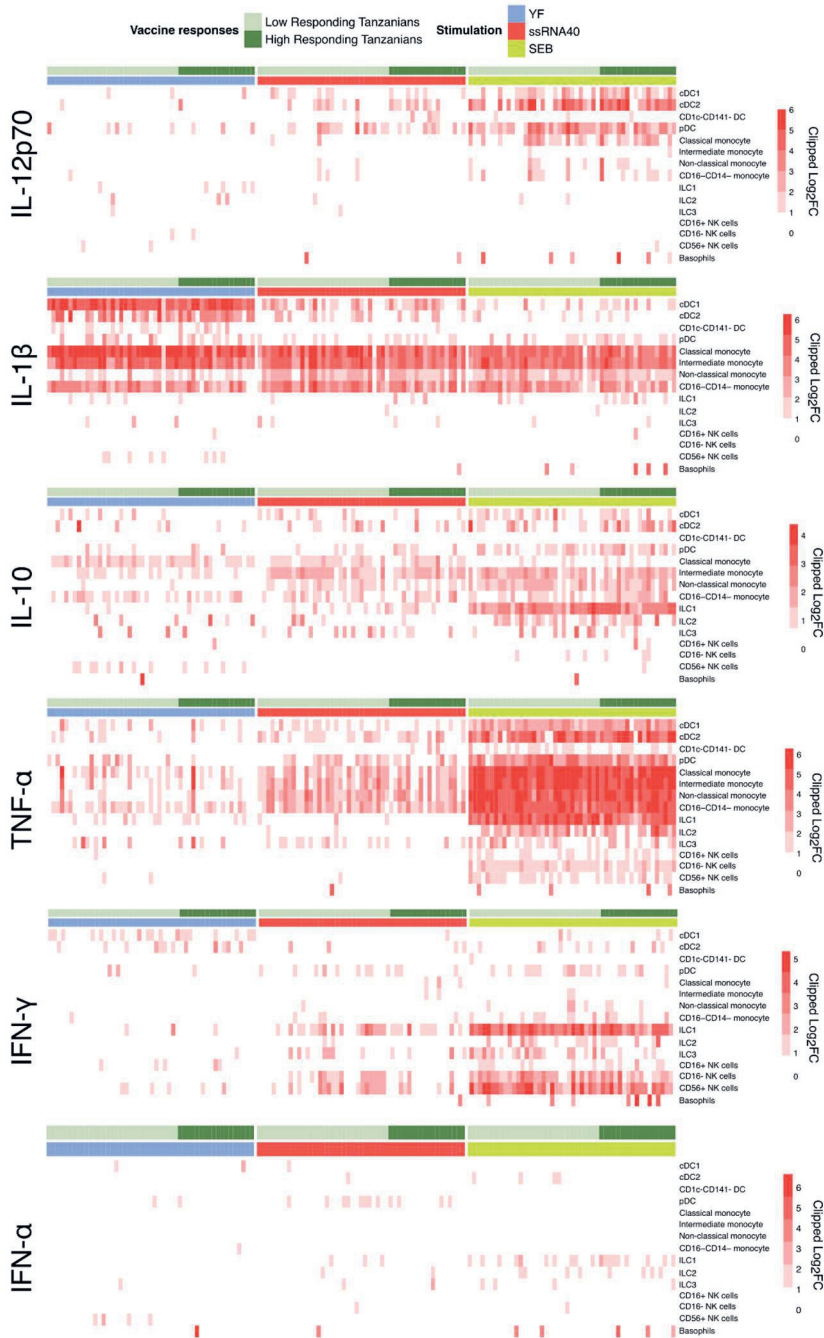 Vaccine responses
Low Responding Tanzanians
High Responding Tanzanians
Stimulation
YF
ssRNA40
SEB
IL-12p70
cDC1
cDC2
CD1c-CD141- DC
pDC
Classical monocyte
Intermediate monocyte
Non-classical monocyte
CD16–CD14– monocyte
ILC1
ILC2
ILC3
CD16+ NK cells
CD16- NK cells
CD56+ NK cells
Basophils
6
5
4
3
2
1
0
Clipped Log2FC
IL-1β
cDC1
cDC2
CD1c-CD141- DC
pDC
Classical monocyte
Intermediate monocyte
Non-classical monocyte
CD16–CD14– monocyte
ILC1
ILC2
ILC3
CD16+ NK cells
CD16- NK cells
CD56+ NK cells
Basophils
6
5
4
3
2
1
0
Clipped Log2FC
IL-10
cDC1
cDC2
CD1c-CD141- DC
pDC
Classical monocyte
Intermediate monocyte
Non-classical monocyte
CD16–CD14– monocyte
ILC1
ILC2
ILC3
CD16+ NK cells
CD16- NK cells
CD56+ NK cells
Basophils
4
3
2
1
0
Clipped Log2FC
TNF-α
cDC1
cDC2
CD1c-CD141- DC
pDC
Classical monocyte
Intermediate monocyte
Non-classical monocyte
CD16–CD14– monocyte
ILC1
ILC2
ILC3
CD16+ NK cells
CD16- NK cells
CD56+ NK cells
Basophils
6
5
4
3
2
1
0
Clipped Log2FC
IFN-γ
cDC1
cDC2
CD1c-CD141- DC
pDC
Classical monocyte
Intermediate monocyte
Non-classical monocyte
CD16–CD14– monocyte
ILC1
ILC2
ILC3
CD16+ NK cells
CD16- NK cells
CD56+ NK cells
Basophils
5
4
3
2
1
0
Clipped Log2FC
IFN-α
cDC1
cDC2
CD1c-CD141- DC
pDC
Classical monocyte
Intermediate monocyte
Non-classical monocyte
CD16–CD14– monocyte
ILC1
ILC2
ILC3
CD16+ NK cells
CD16- NK cells
CD56+ NK cells
Basophils
6
5
4
3
2
1
0
Clipped Log2FC